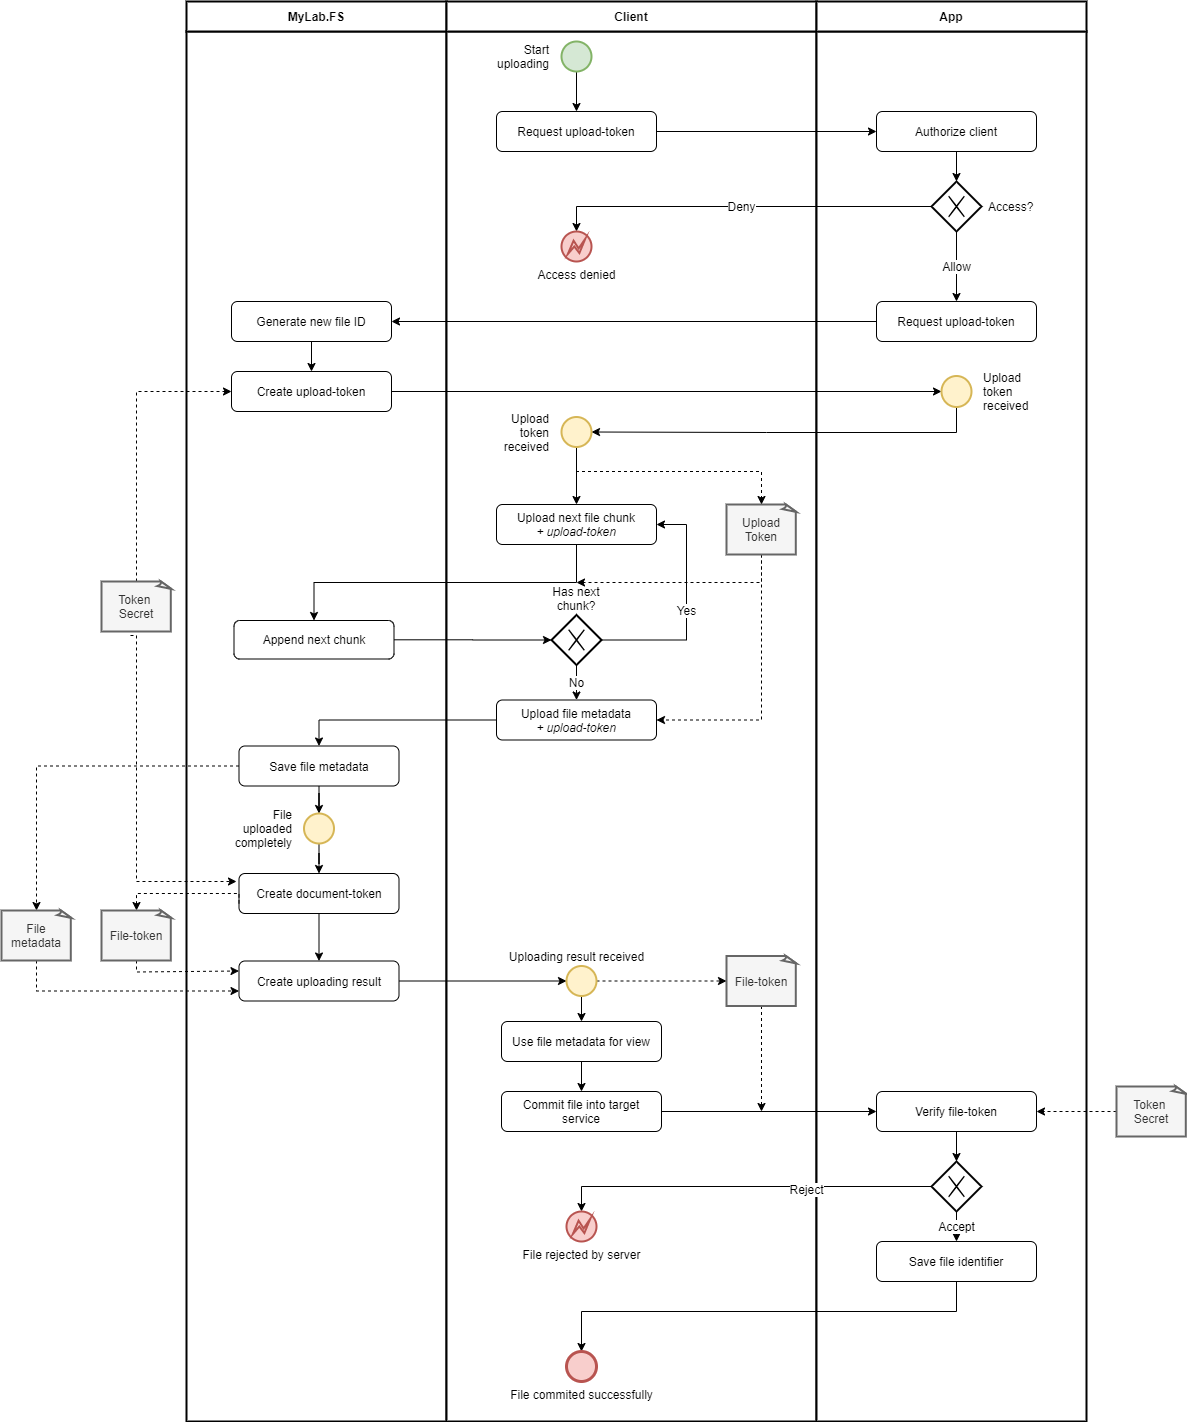 MyLab.FS
Client
App
Start
uploading
Request upload-token
Authorize client
Access?
Deny
Access denied
Allow
Generate new file ID
Request upload-token
Create upload-token
Upload
token
received
Upload
token
received
Upload next file chunk
+ upload-token
Upload
Token
Token
Secret
Has next
chunk?
Yes
Append next chunk
No
Upload file metadata
+ upload-token
Save file metadata
File
uploaded
completely
Create document-token
File
metadata
File-token
Create uploading result
Uploading result received
File-token
Use file metadata for view
Commit file into target
service
Verify file-token
Token
Secret
Reject
File rejected by server
Accept
Save file identifier
File commited successfully